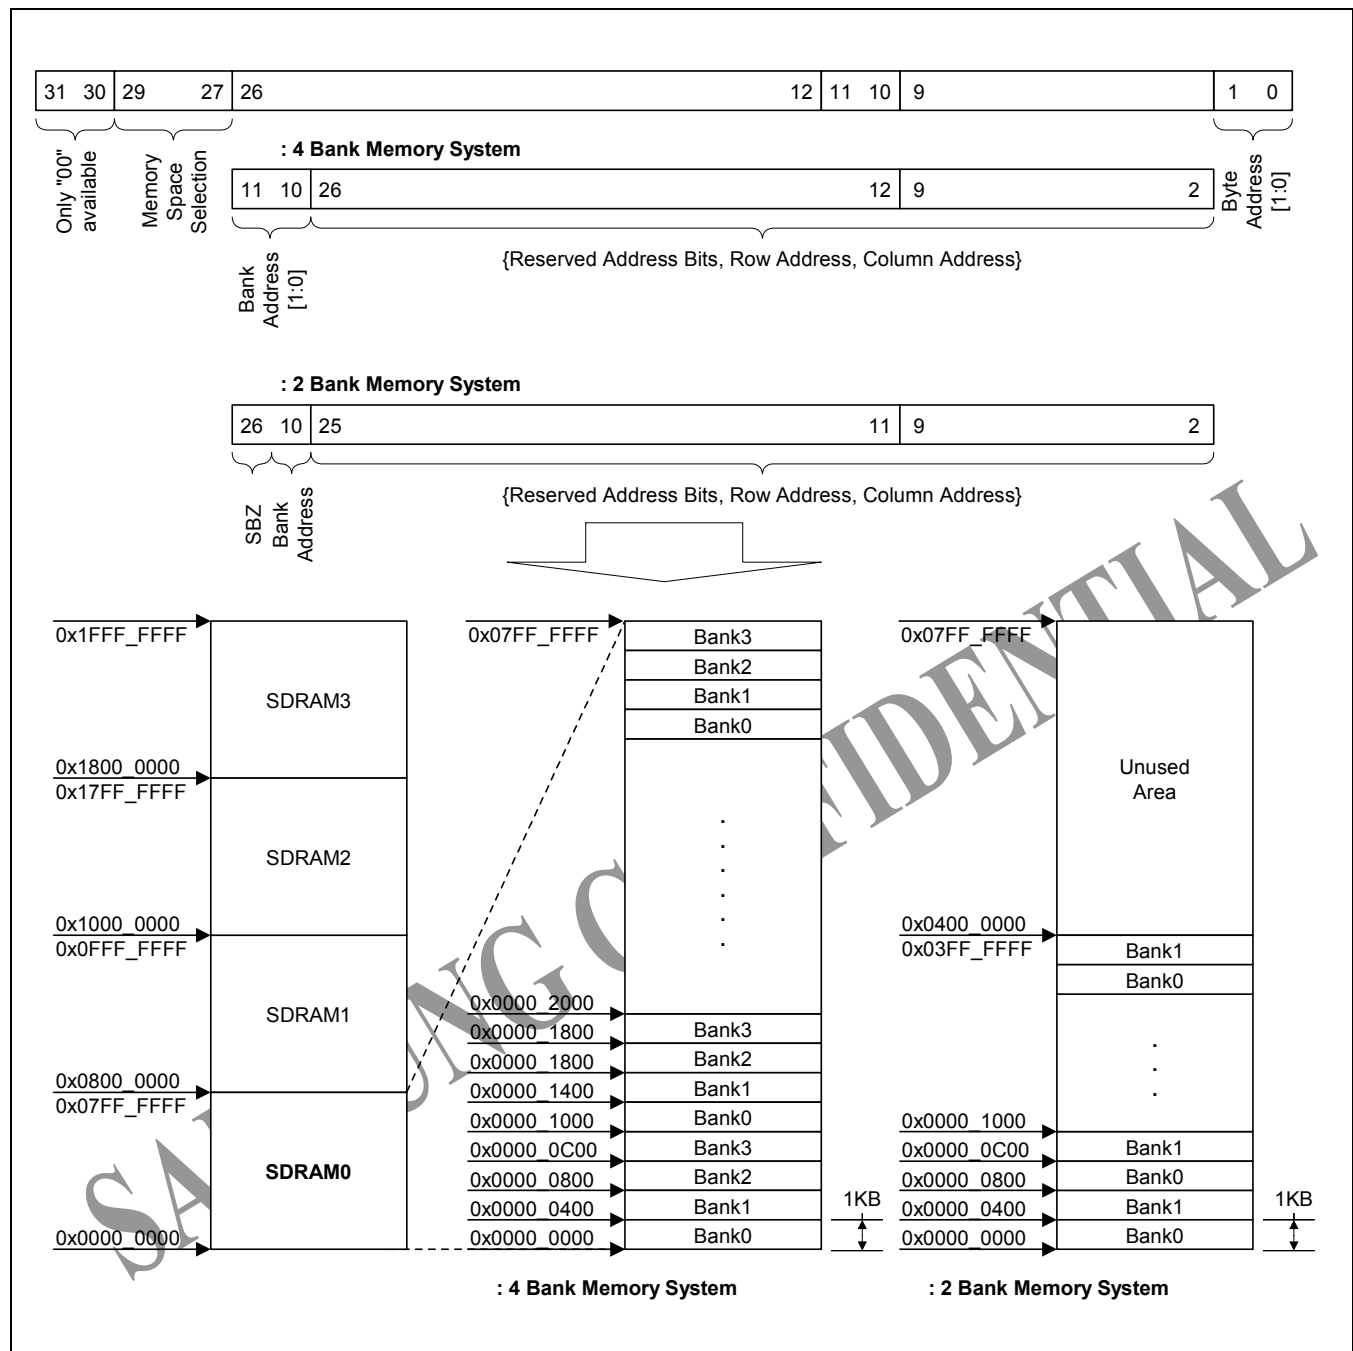 31 30 29 27 26 12 11 10 9 1 0
Only "00"
available
Memory
Space
Selection
: 4 Bank Memory System
11 10 26 12 9 2
Byte
Address
[1:0]
Bank
Address
[1:0]
{Reserved Address Bits, Row Address, Column Address}
: 2 Bank Memory System
26 10 25 11 9 2
SBZ
Bank
Address
{Reserved Address Bits, Row Address, Column Address}
SAMSUNG CONFIDENTIAL
0x1FFF_FFFF
SDRAM3
0x1800_0000
0x17FF_FFFF
SDRAM2
0x1000_0000
0x0FFF_FFFF
SDRAM1
0x0800_0000
0x07FF_FFFF
SDRAM0
0x0000_0000
0x07FF_FFFF
Bank3
Bank2
Bank1
Bank0
.
.
.
.
.
.
0x0000_2000
Bank3
0x0000_1800
Bank2
0x0000_1800
Bank1
0x0000_1400
Bank0
0x0000_1000
Bank3
0x0000_0C00
Bank2
0x0000_0800
Bank1
0x0000_0400
Bank0
0x0000_0000
1KB
: 4 Bank Memory System
0x07FF_FFFF
Unused
Area
0x0400_0000
0x03FF_FFFF
Bank1
Bank0
.
.
.
0x0000_1000
Bank1
0x0000_0C00
Bank0
0x0000_0800
Bank1
0x0000_0400
Bank0
0x0000_0000
1KB
: 2 Bank Memory System